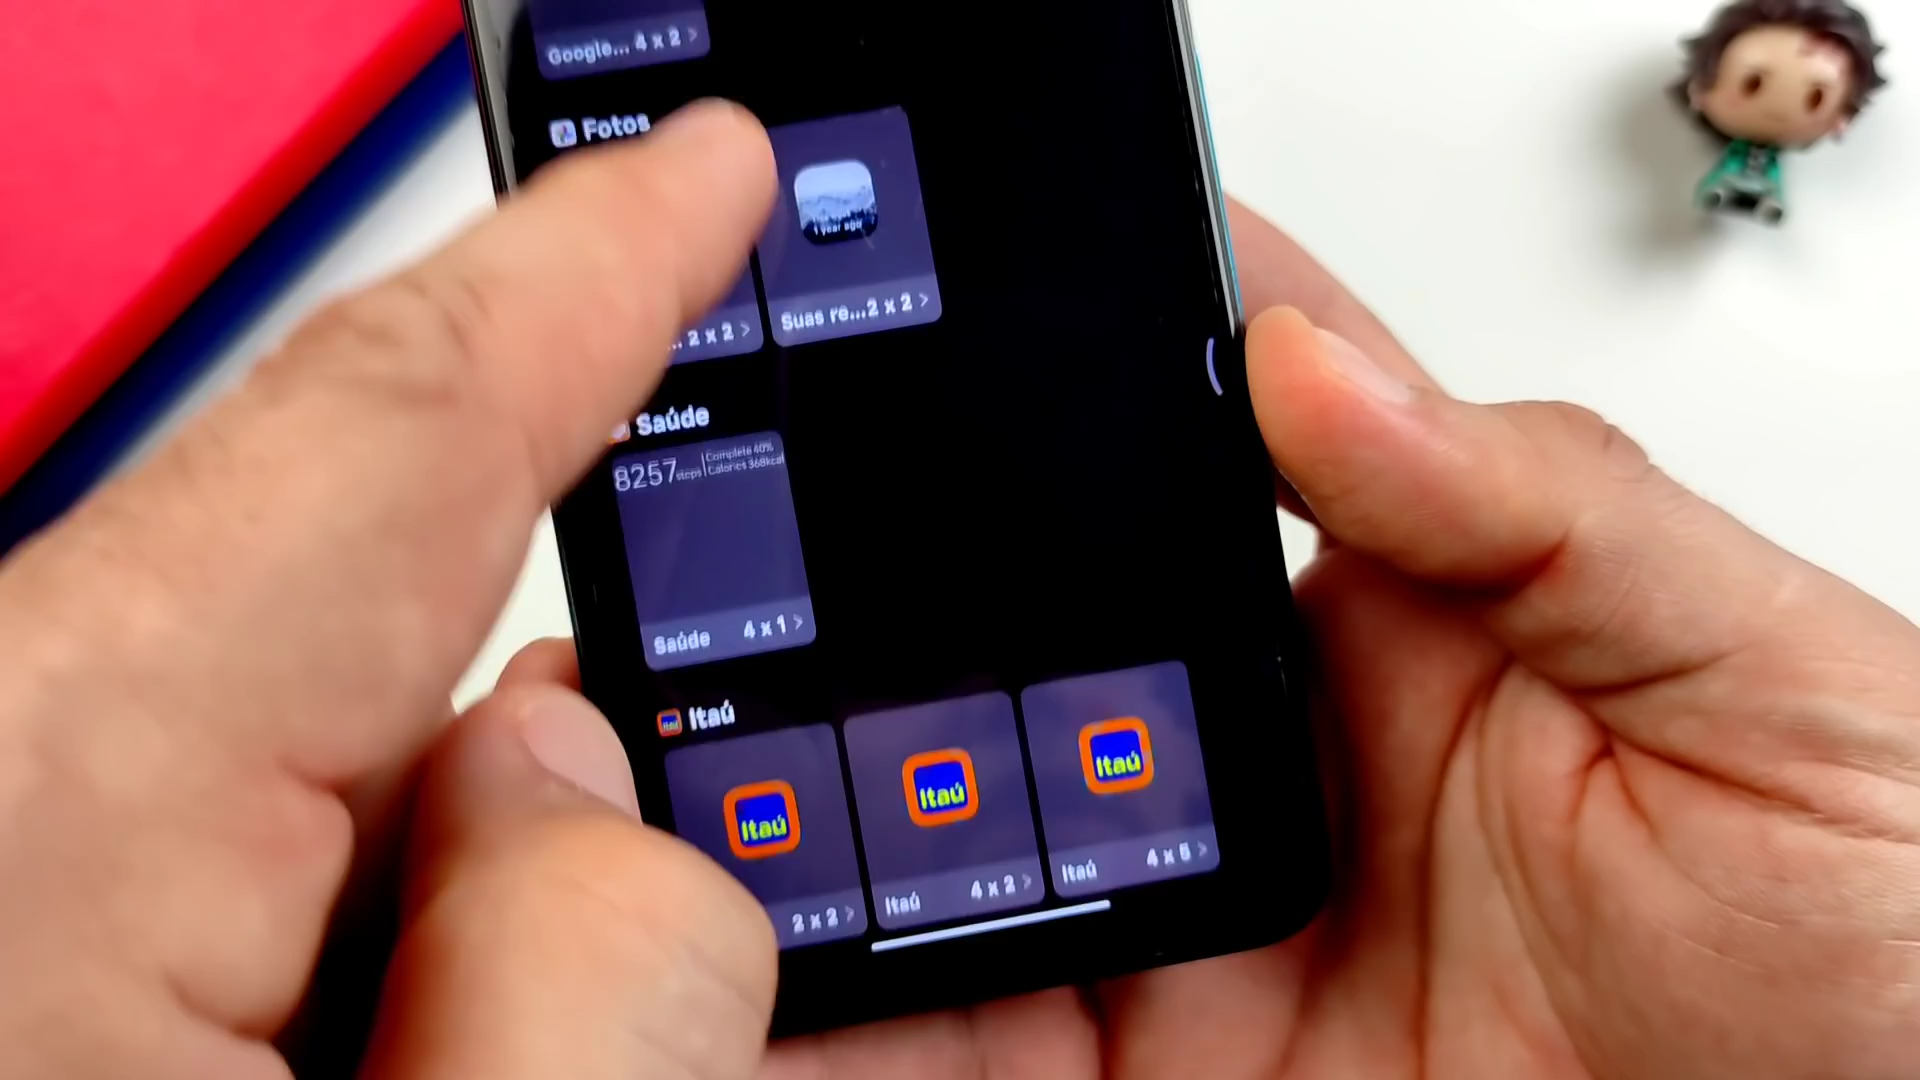 Google... 4 x 2 >
Fotos
1 year ago
... 2 x 2 >
Suas re...2 x 2 >
Saúde
8257 steps
Complete 40%
Calories 368kcal
Saúde 4 x 1 >
Itaú
Itaú
Itaú
Itaú
2 x 2 >
Itaú 4 x 2 >
Itaú 4 x 5 >